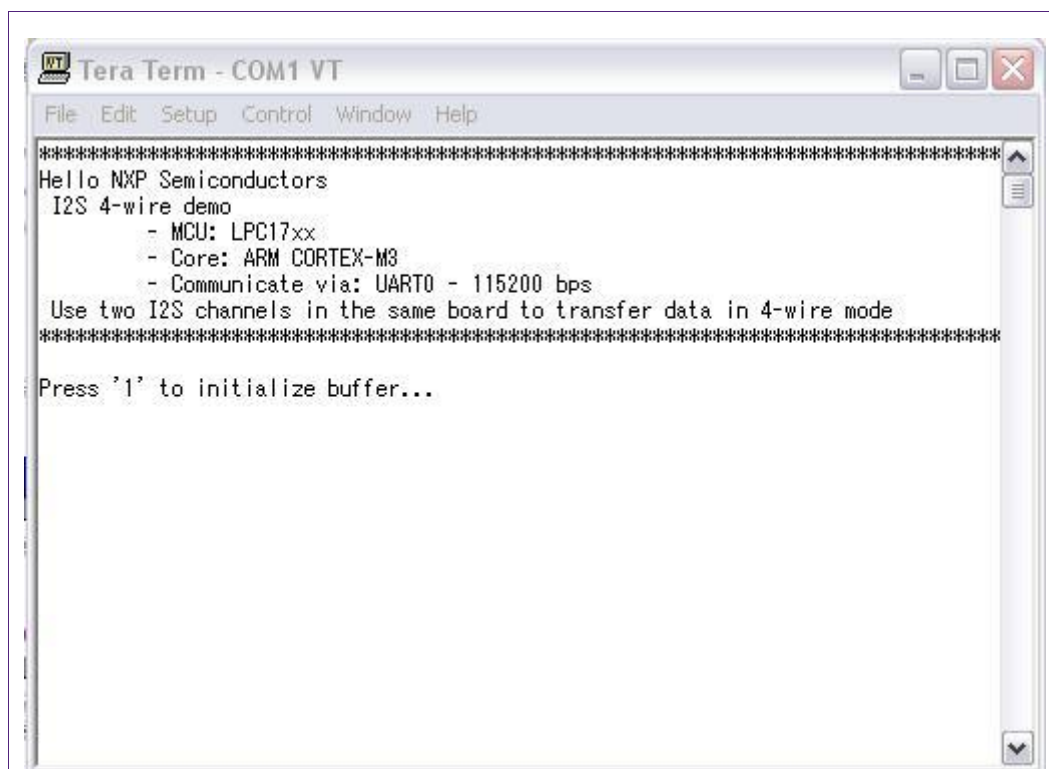 Tera Term - COM1 VT
File Edit Setup Control Window Help
********************************************************************************
Hello NXP Semiconductors
I2S 4-wire demo
- MCU: LPC17xx
- Core: ARM CORTEX-M3
- Communicate via: UART0 - 115200 bps
Use two I2S channels in the same board to transfer data in 4-wire mode
********************************************************************************
Press '1' to initialize buffer...